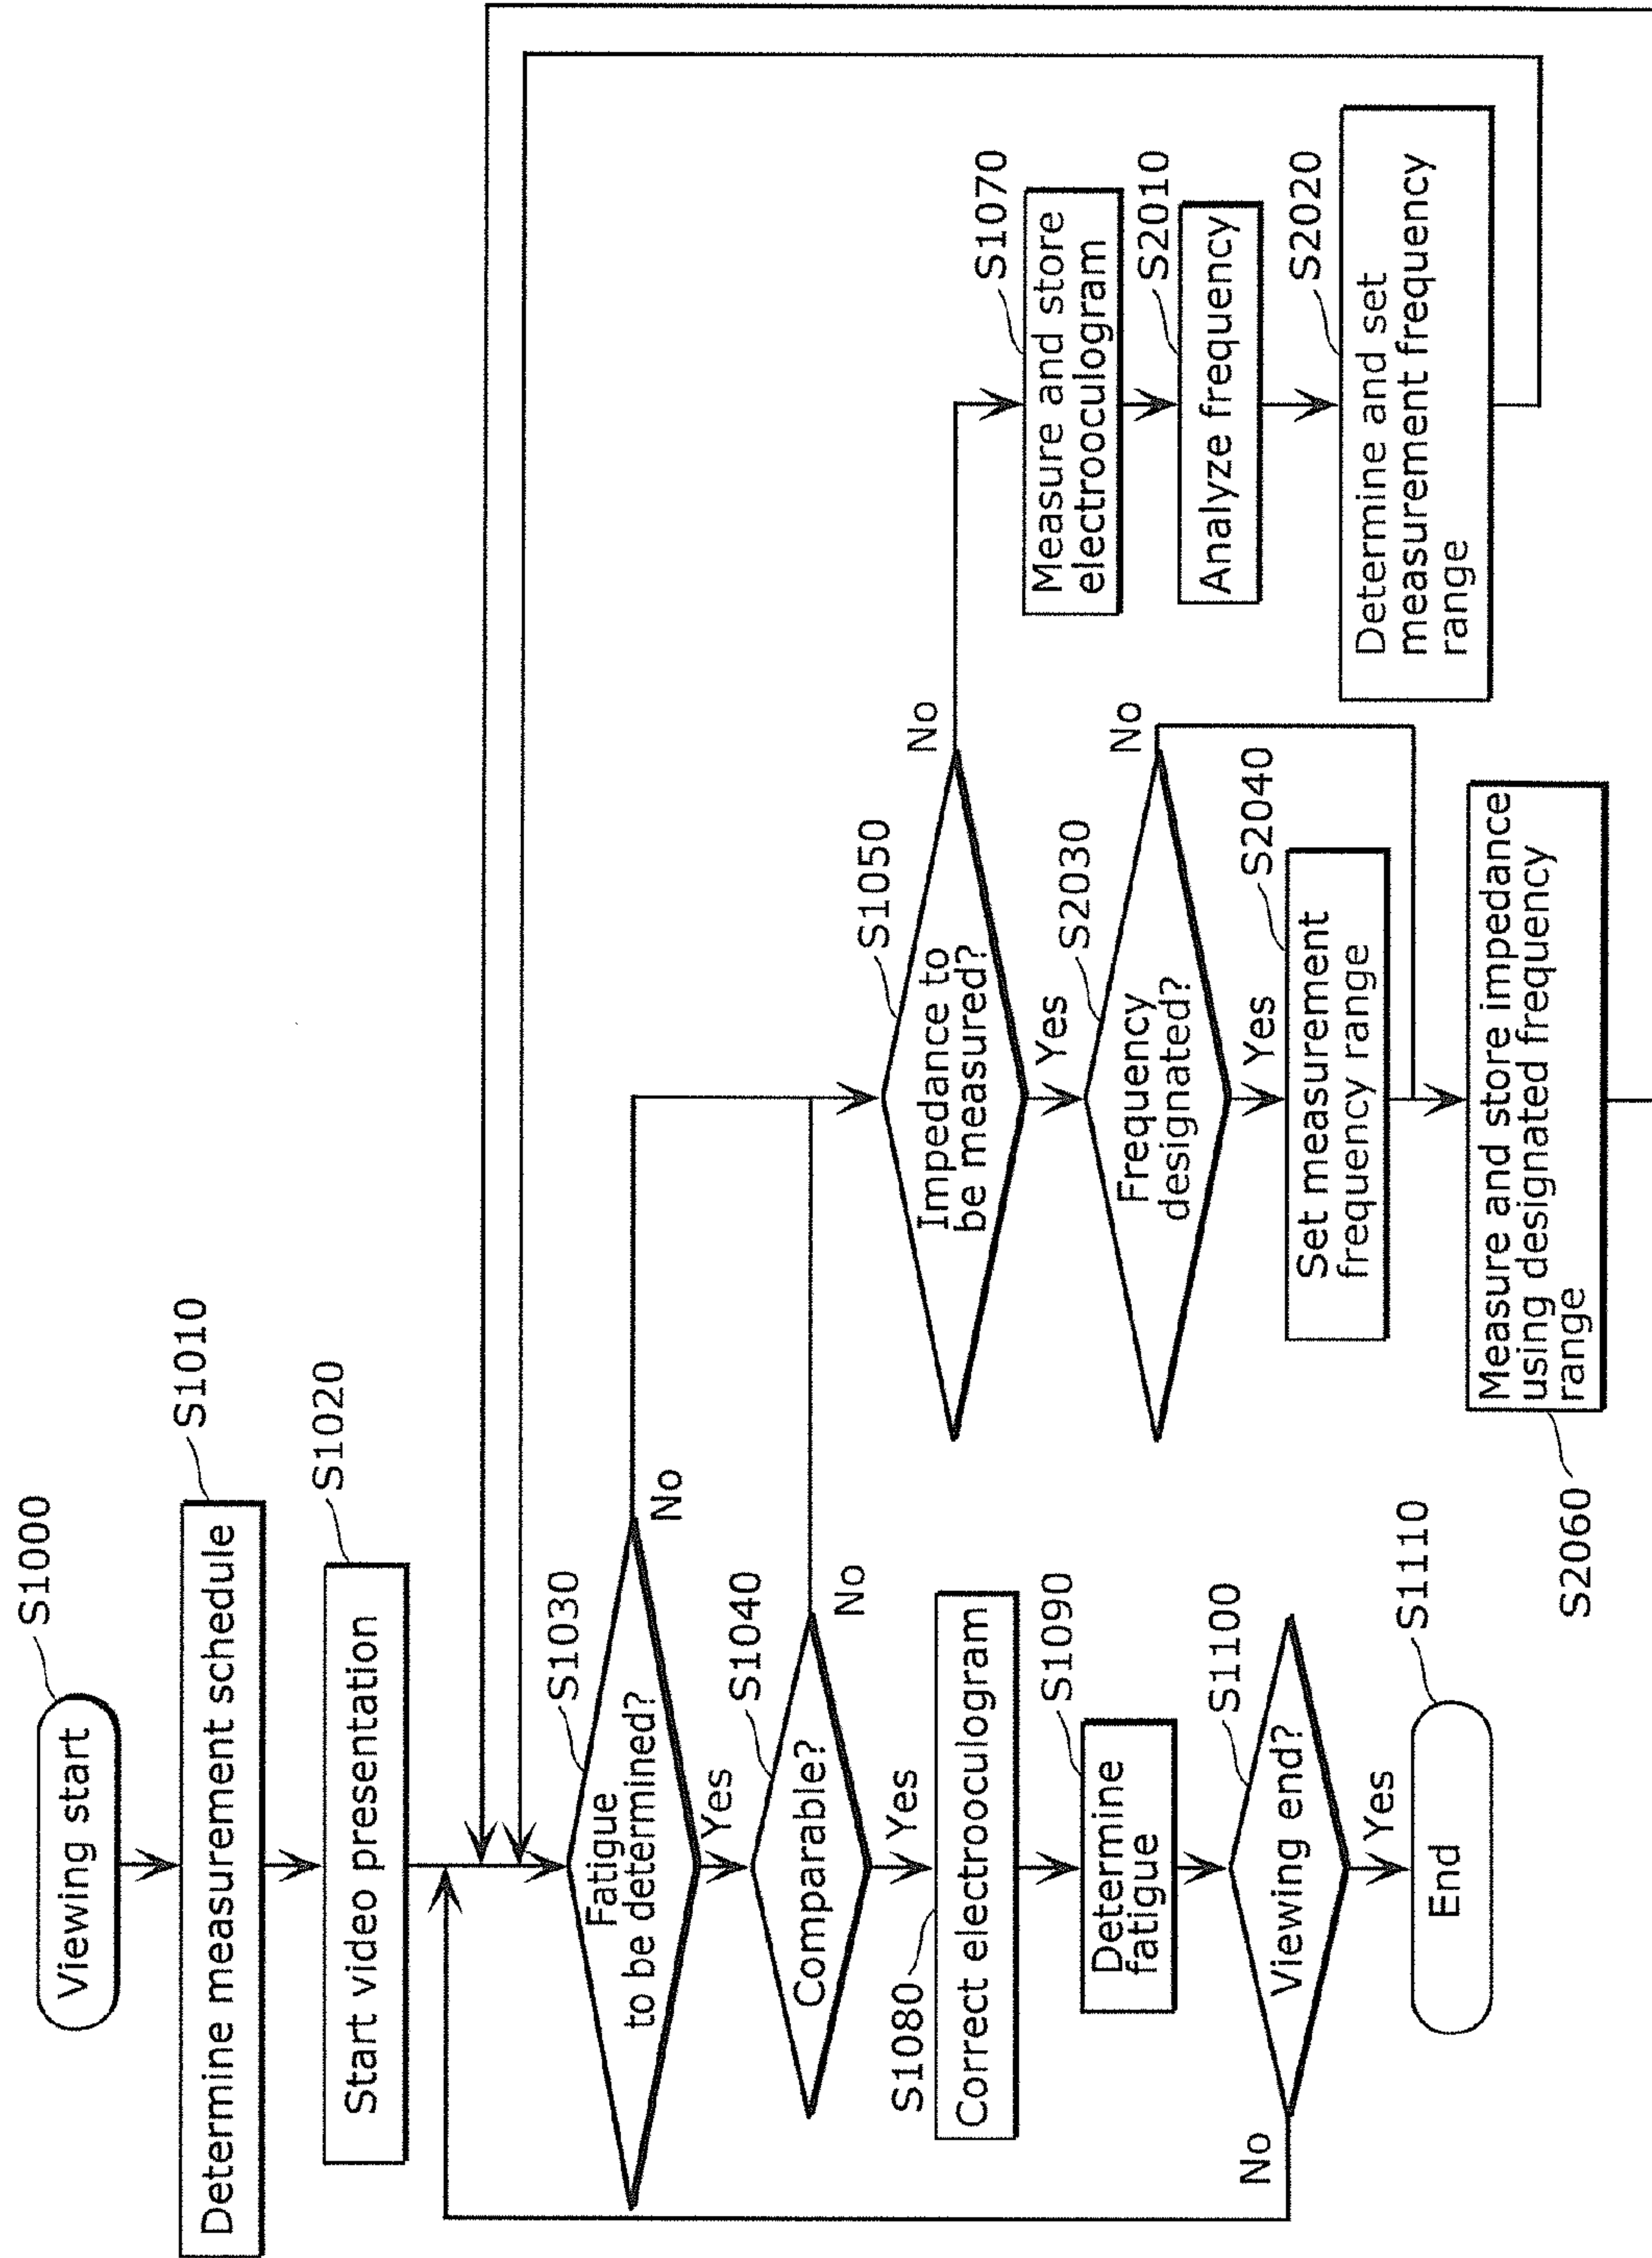 Viewing start
S1000
Determine measurement schedule
S1010
Start video presentation
S1020
Fatigue
to be determined?
S1030
No
Yes
Comparable?
S1040
No
Yes
S1080
Correct electrooculogram
Determine
fatigue
S1090
Viewing end?
S1100
No
Yes
End
S1110
Impedance to
be measured?
S1050
No
Yes
Frequency
designated?
S2030
No
Yes
Set measurement
frequency range
S2040
Measure and store impedance
using designated frequency
range
S2060
Measure and store
electrooculogram
S1070
Analyze frequency
S2010
Determine and set
measurement frequency
range
S2020